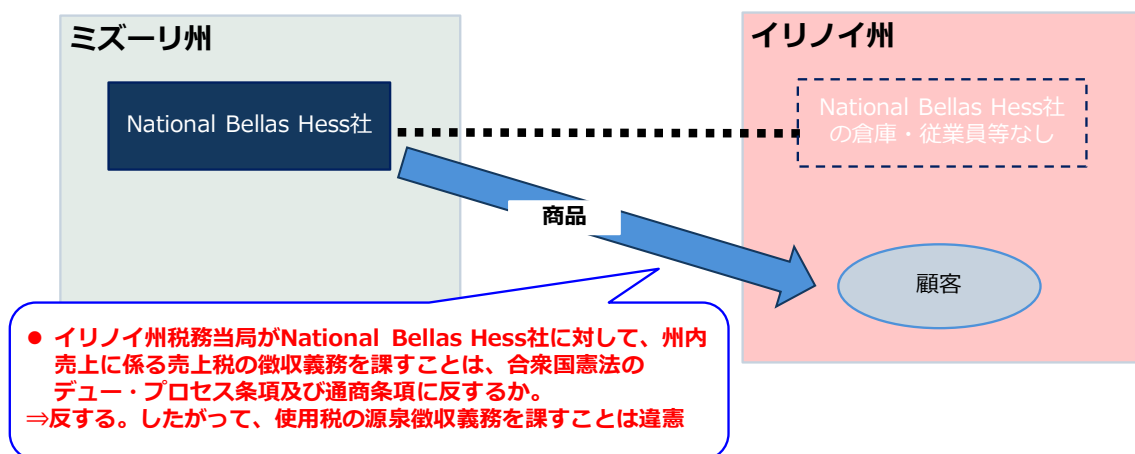 ミズーリ州
イリノイ州
National Bellas Hess社
National Bellas Hess社
の倉庫・従業員等なし
商品
顧客
● イリノイ州税務当局がNational Bellas Hess社に対して、州内
売上に係る売上税の徴収義務を課すことは、合衆国憲法の
デュー・プロセス条項及び通商条項に反するか。
⇒反する。したがって、使用税の源泉徴収義務を課すことは違憲